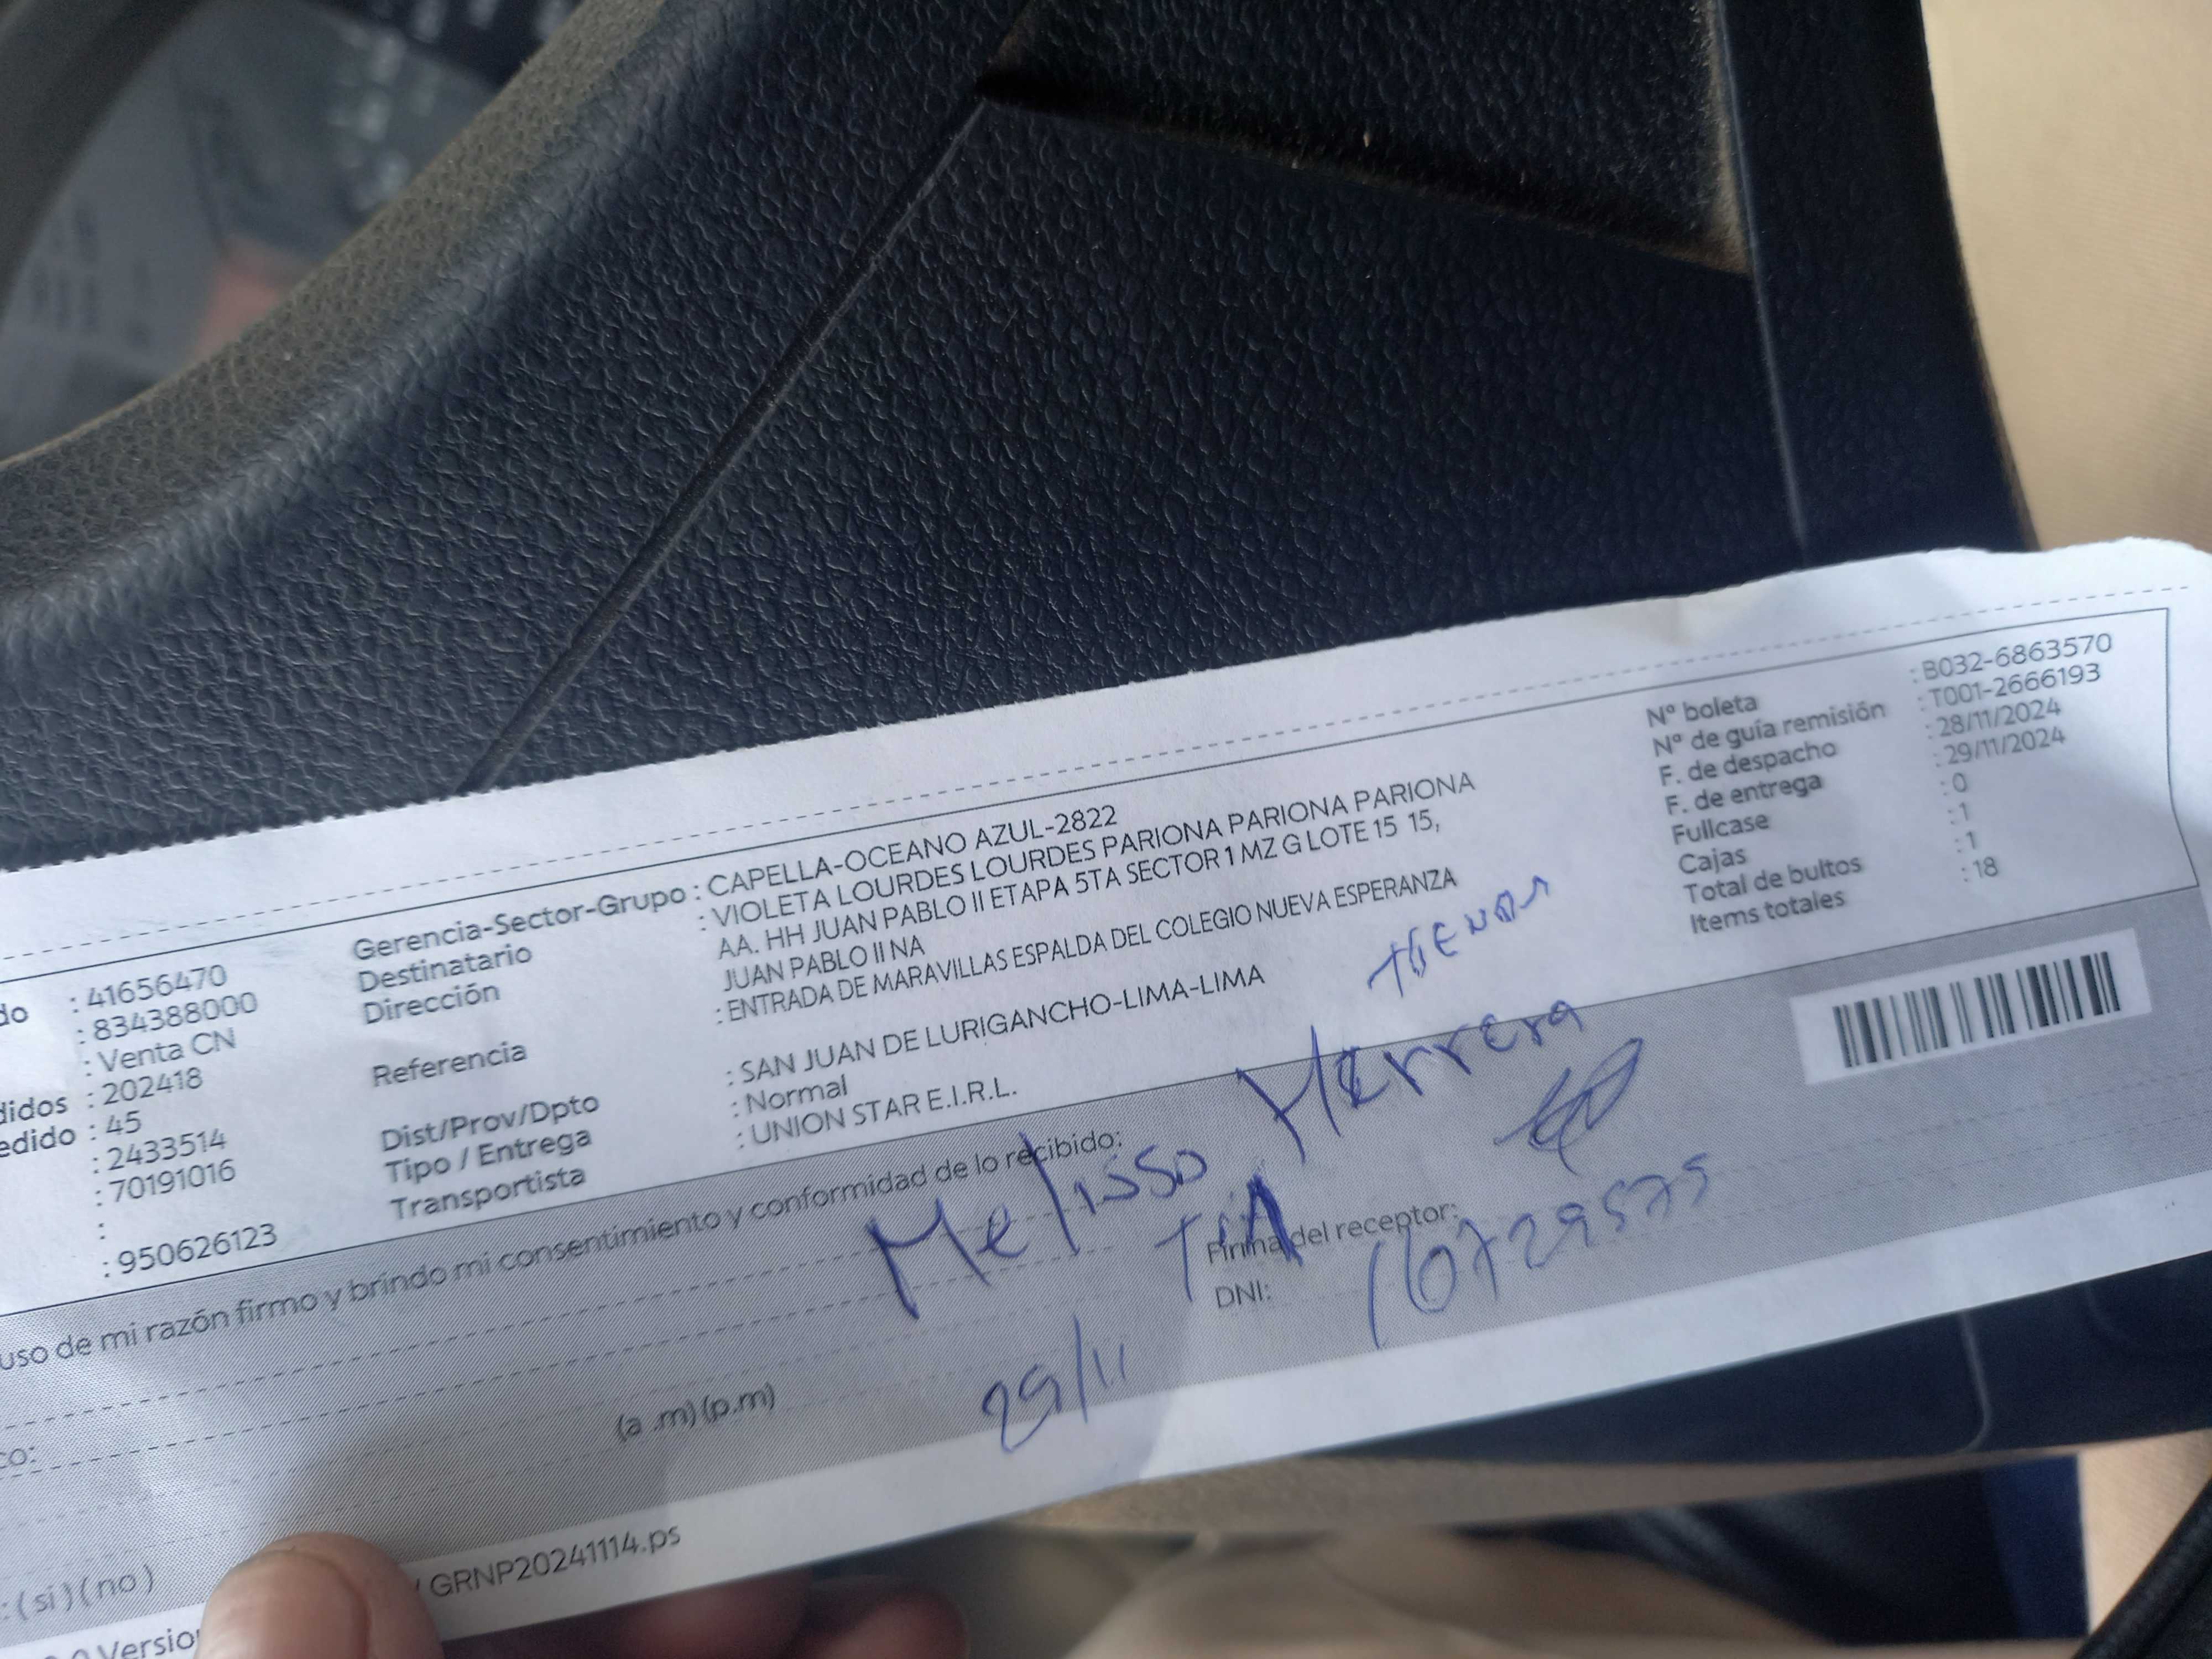 Nº boleta : B032-6863570
Nº de guía remisión : T001-2666193
F. de despacho : 28/11/2024
F. de entrega : 29/11/2024
Fullcase : 0
Cajas : 1
Total de bultos : 1
Items totales : 18
Gerencia-Sector-Grupo : CAPELLA-OCEANO AZUL-2822
Destinatario : VIOLETA LOURDES LOURDES PARIONA PARIONA PARIONA
Dirección AA. HH JUAN PABLO II ETAPA 5TA SECTOR 1 MZ G LOTE 15 15,
JUAN PABLO II NA
Referencia : ENTRADA DE MARAVILLAS ESPALDA DEL COLEGIO NUEVA ESPERANZA
Dist/Prov/Dpto : SAN JUAN DE LURIGANCHO-LIMA-LIMA
Tipo / Entrega : Normal
Transportista : UNION STAR E.I.R.L.
do : 41656470
: 834388000
: Venta CN
didos : 202418
edido : 45
: 2433514
: 70191016
:
: 950626123
uso de mi razón firmo y brindo mi consentimiento y conformidad de lo recibido:
Melissa Herrera
Firma del receptor:
DNI:
29/11
(a .m) (p.m)
co:
: (si) (no)
GRNP20241114.ps
Versio